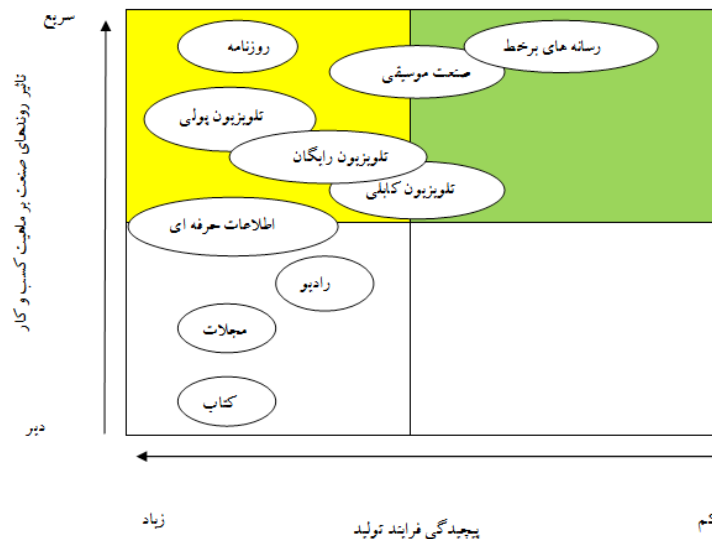 سریع
روزنامه
رسانه های برخط
صنعت موسیقی
تلویزیون پولی
تلویزیون رایگان
تلویزیون کابلی
اطلاعات حرفه ای
رادیو
مجلات
کتاب
تاثیر روندهای صنعت بر ماهیت کسب و کار
دیر
کم
زیاد
پیچیدگی فرایند تولید